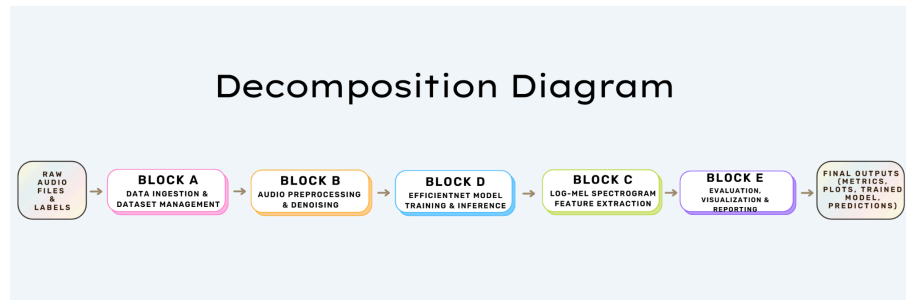 Decomposition Diagram
RAW
AUDIO
FILES
&
LABELS
BLOCK A
DATA INGESTION &
DATASET MANAGEMENT
BLOCK B
AUDIO PREPROCESSING
& DENOISING
BLOCK D
EFFICIENTNET MODEL
TRAINING & INFERENCE
BLOCK C
LOG-MEL SPECTROGRAM
FEATURE EXTRACTION
BLOCK E
EVALUATION,
VISUALIZATION &
REPORTING
FINAL OUTPUTS
(METRICS,
PLOTS, TRAINED
MODEL,
PREDICTIONS)